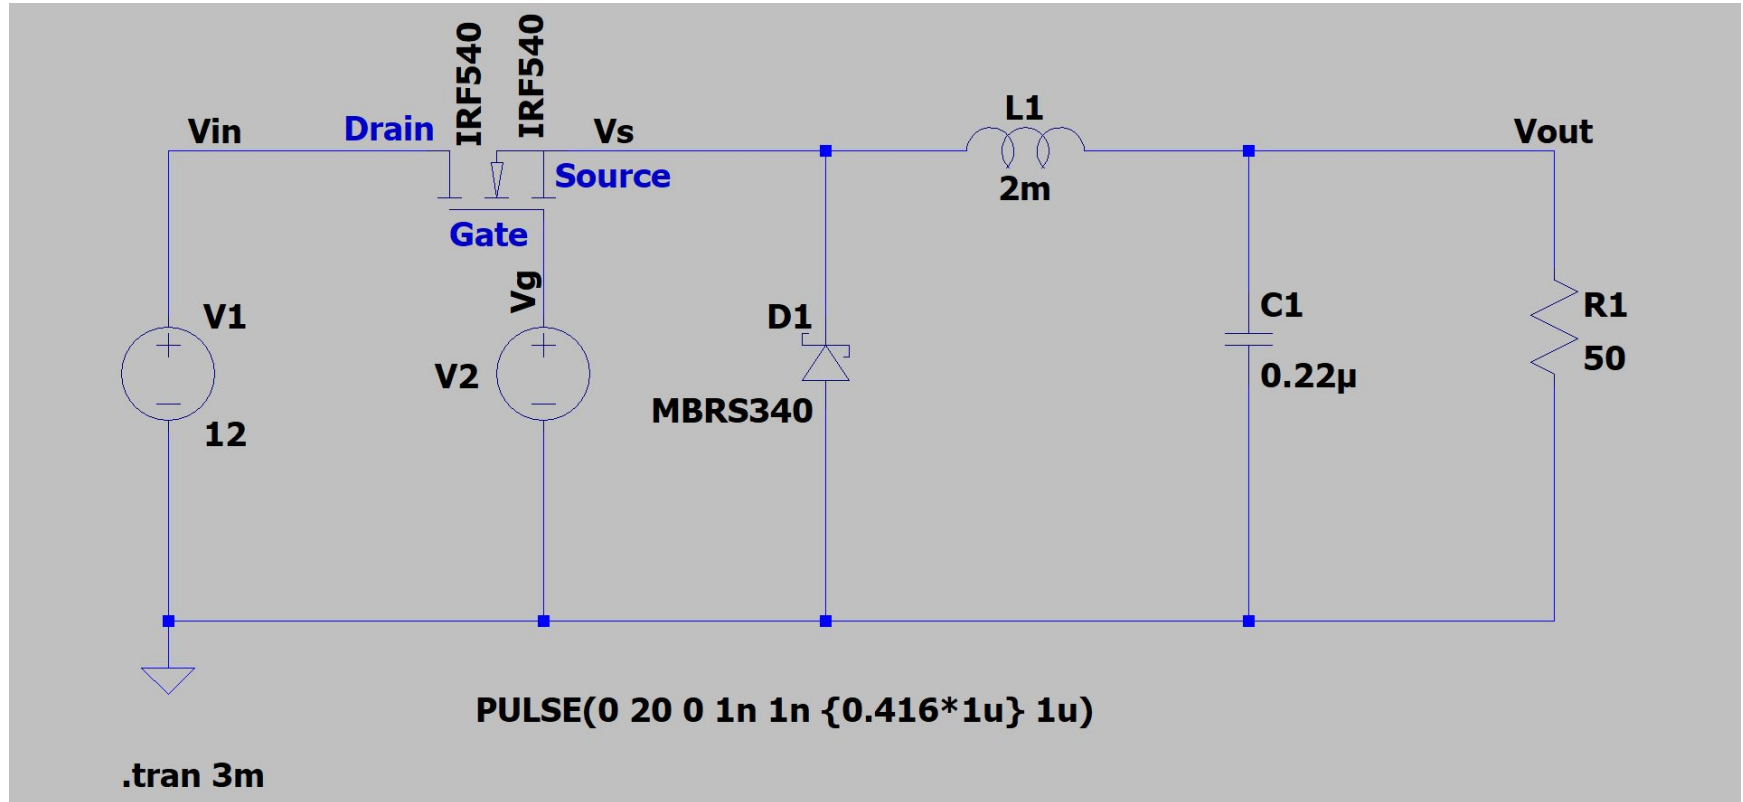 IRF540
IRF540
Vin
Drain
Vs
Source
L1
2m
Vout
Gate
Vg
V1
12
V2
D1
MBRS340
C1
0.22µ
R1
50
PULSE(0 20 0 1n 1n {0.416*1u} 1u)
.tran 3m